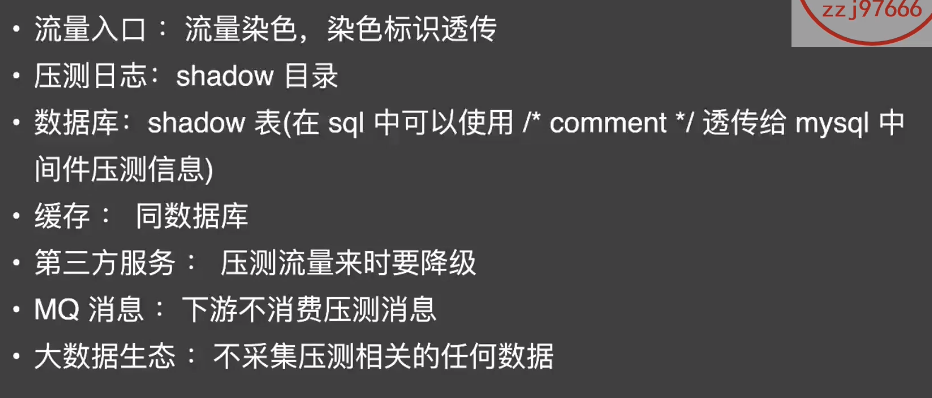 zzj97666
• 流量入口 ：流量染色，染色标识透传
• 压测日志：shadow 目录
• 数据库：shadow 表(在 sql 中可以使用 /* comment */ 透传给 mysql 中
间件压测信息)
• 缓存 ： 同数据库
• 第三方服务 ： 压测流量来时要降级
• MQ 消息 ：下游不消费压测消息
• 大数据生态 ：不采集压测相关的任何数据